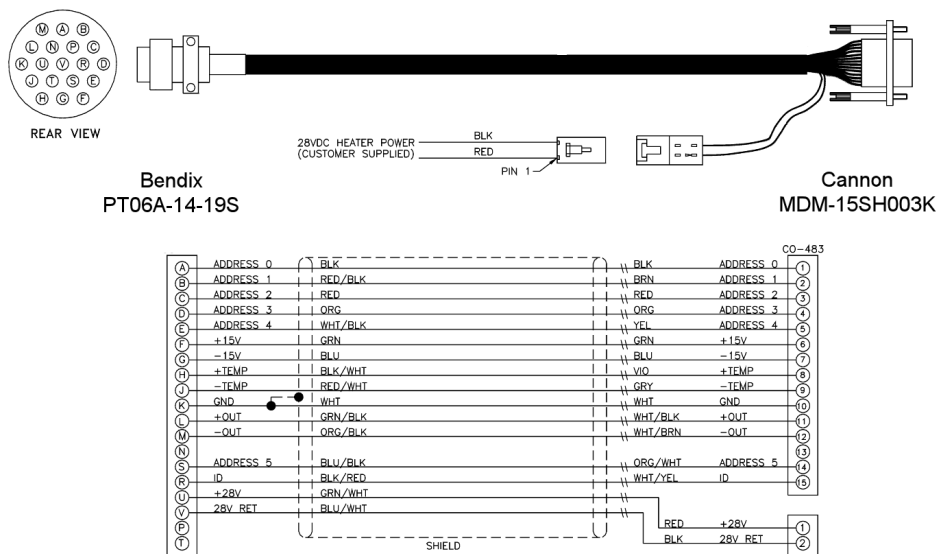 M A B
L N P C
K U V R D
J T S E
H G F
REAR VIEW
28VDC HEATER POWER
(CUSTOMER SUPPLIED)
BLK
RED
PIN 1
Bendix
PT06A-14-19S
Cannon
MDM-15SH003K
CO-483
A ADDRESS 0 BLK BLK ADDRESS 0 1
B ADDRESS 1 RED/BLK BRN ADDRESS 1 2
C ADDRESS 2 RED RED ADDRESS 2 3
D ADDRESS 3 ORG ORG ADDRESS 3 4
E ADDRESS 4 WHT/BLK YEL ADDRESS 4 5
F +15V GRN GRN +15V 6
G -15V BLU BLU -15V 7
H +TEMP BLK/WHT VIO +TEMP 8
J -TEMP RED/WHT GRY -TEMP 9
K GND WHT WHT GND 10
L +OUT GRN/BLK WHT/BLK +OUT 11
M -OUT ORG/BLK WHT/BRN -OUT 12
N 13
S ADDRESS 5 BLU/BLK ORG/WHT ADDRESS 5 14
R ID BLK/RED WHT/YEL ID 15
U +28V GRN/WHT
V 28V RET BLU/WHT
P RED +28V 1
T BLK 28V RET 2
SHIELD